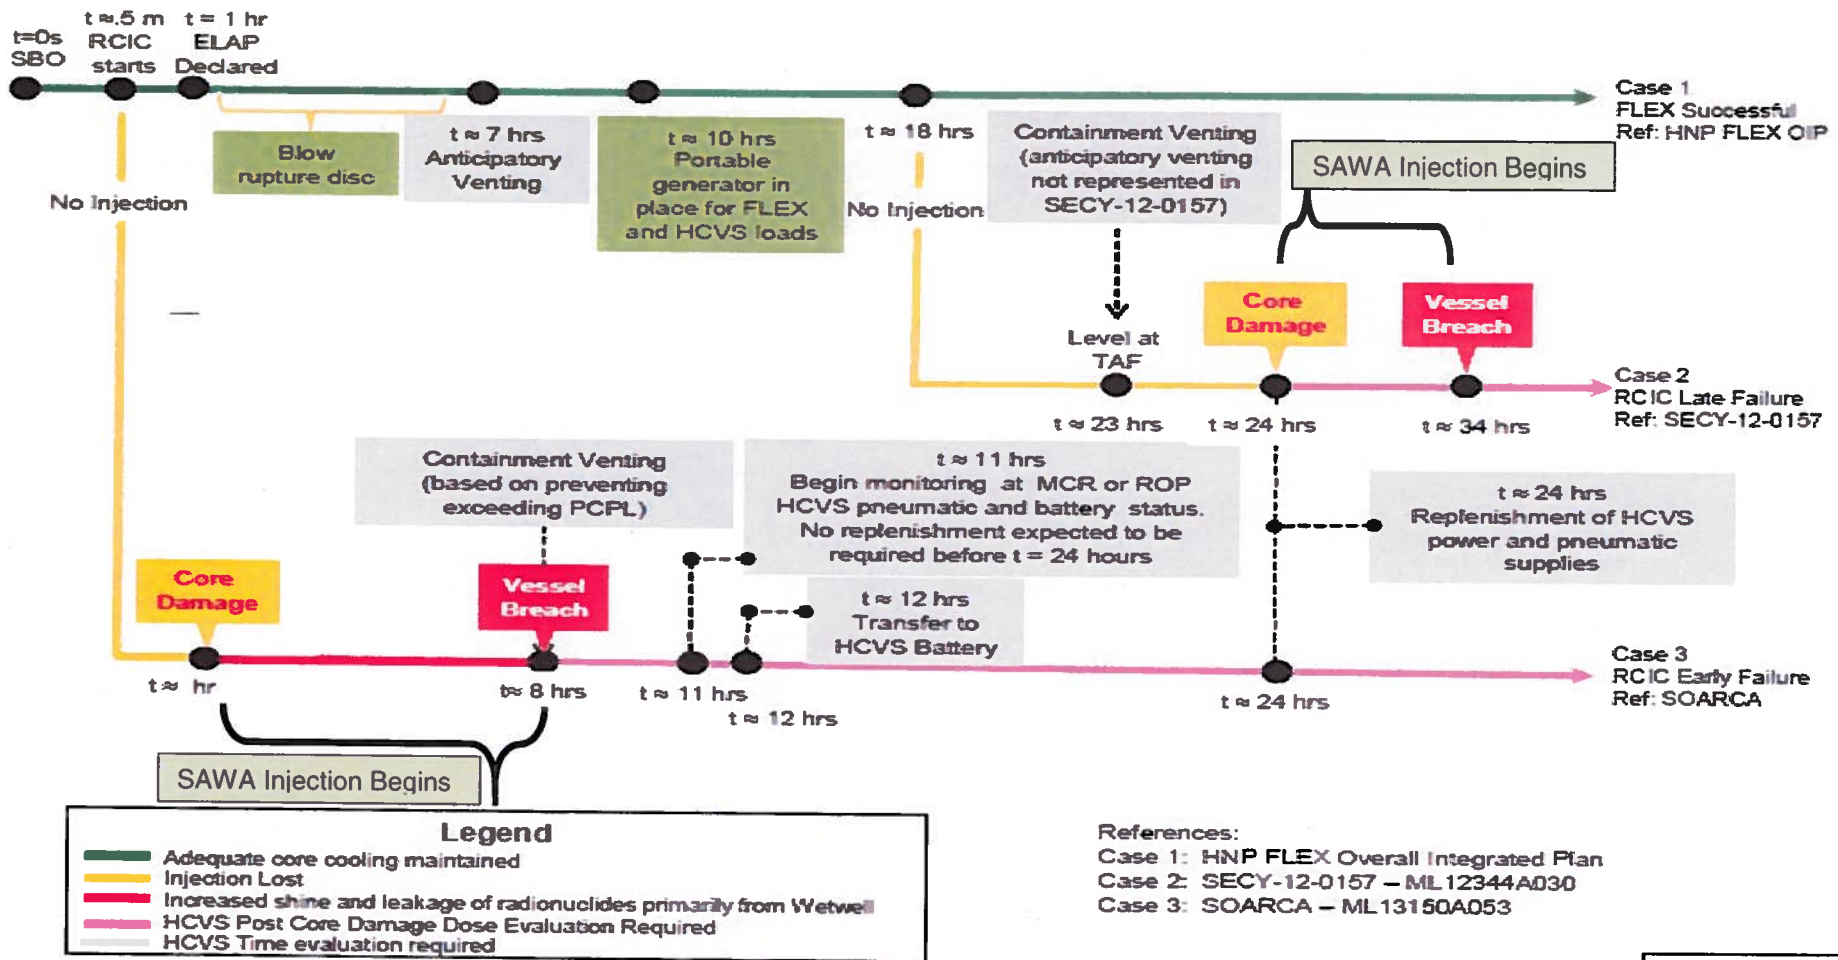 t=0s
SBO
t ≈.5 m
RCIC
starts
t = 1 hr
ELAP
Declared
Case 1
FLEX Successful
Ref: HNP FLEX OIP
Blow
rupture disc
t ≈ 7 hrs
Anticipatory
Venting
t ≈ 10 hrs
Portable
generator in
place for FLEX
and HCVS loads
t ≈ 18 hrs
Containment Venting
(anticipatory venting
not represented in
SECY-12-0157)
SAWA Injection Begins
No Injection
No Injection
Core
Damage
Vessel
Breach
Level at
TAF
Case 2
RCIC Late Failure
Ref: SECY-12-0157
t ≈ 23 hrs
t ≈ 24 hrs
t ≈ 34 hrs
Containment Venting
(based on preventing
exceeding PCPL)
t ≈ 11 hrs
Begin monitoring at MCR or ROP
HCVS pneumatic and battery status.
No replenishment expected to be
required before t = 24 hours
t ≈ 24 hrs
Replenishment of HCVS
power and pneumatic
supplies
Core
Damage
Vessel
Breach
t ≈ 12 hrs
Transfer to
HCVS Battery
Case 3
RCIC Early Failure
Ref: SOARCA
t ≈ hr
t≈ 8 hrs
t ≈ 11 hrs
t ≈ 12 hrs
t ≈ 24 hrs
SAWA Injection Begins
Legend
Adequate core cooling maintained
Injection Lost
Increased shine and leakage of radionuclides primarily from Wetwell
HCVS Post Core Damage Dose Evaluation Required
HCVS Time evaluation required
References:
Case 1: HNP FLEX Overall Integrated Plan
Case 2: SECY-12-0157 – ML12344A030
Case 3: SOARCA – ML13150A053